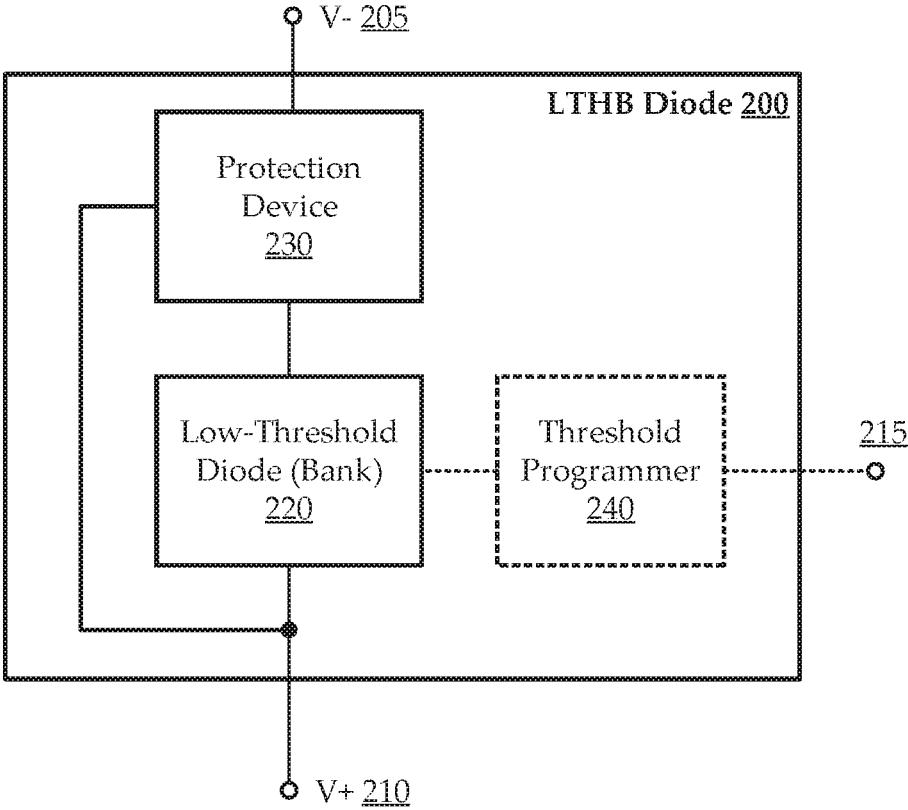 V- 205
LTHB Diode 200
Protection
Device
230
Low-Threshold
Diode (Bank)
220
Threshold
Programmer
240
215
V+ 210